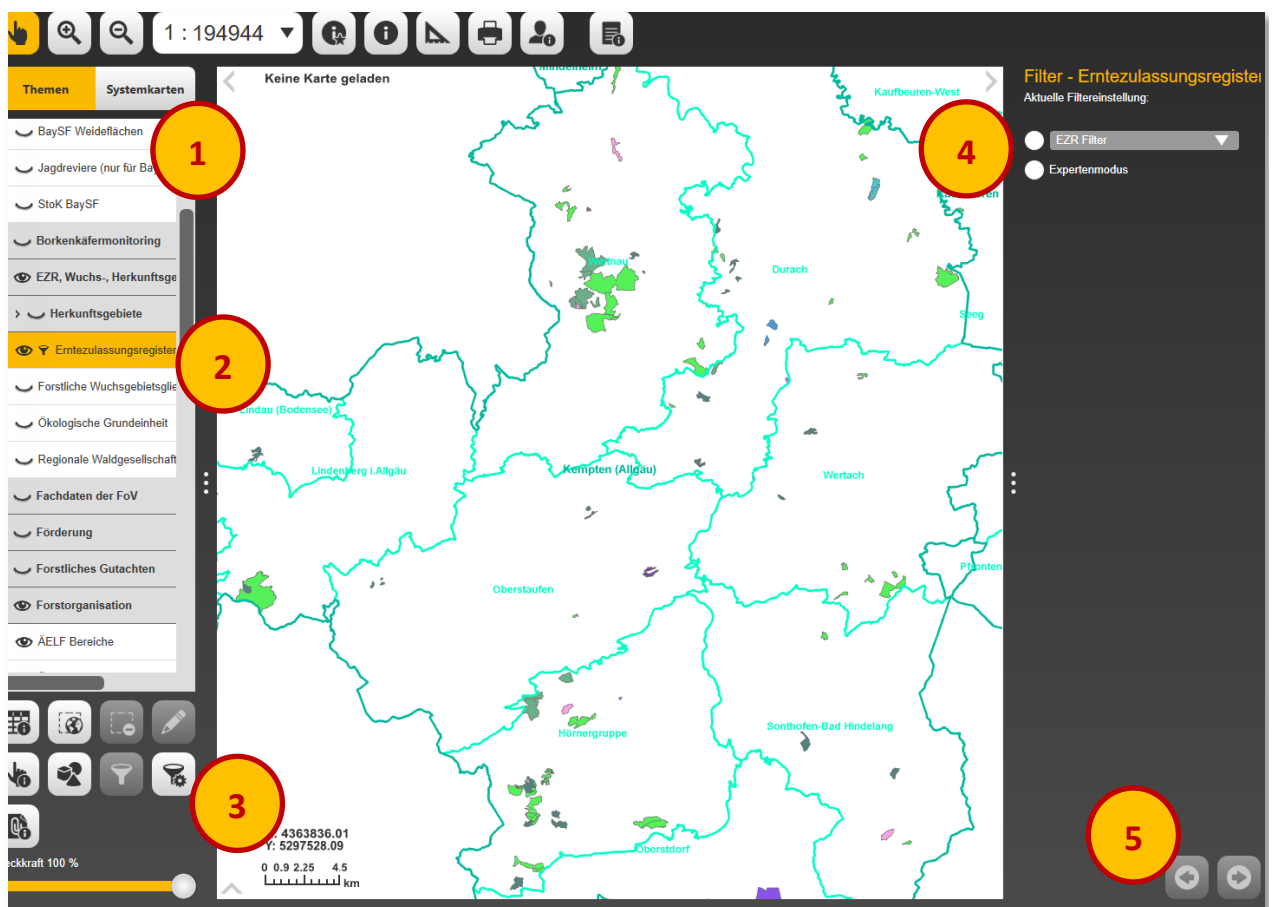 1 : 194944
Themen
Systemkarten
BaySF Weideflächen
Jagdreviere (nur für Ba
StoK BaySF
Borkenkäfermonitoring
EZR, Wuchs-, Herkunftsge
Herkunftsgebiete
Erntezulassungsregister
Forstliche Wuchsgebietsglie
Ökologische Grundeinheit
Regionale Waldgesellschaft
Fachdaten der FoV
Förderung
Forstliches Gutachten
Forstorganisation
ÄELF Bereiche
eckkraft 100 %
1
2
3
Keine Karte geladen
Mindelheim
Kaufbeuren-West
Durach
Seeg
Lindau (Bodensee)
Lindenberg i.Allgäu
Kempten (Allgäu)
Wertach
Oberstaufen
Hörnergruppe
Sonthofen-Bad Hindelang
Oberstdorf
: 4363836.01
Y: 5297528.09
0 0.9 2.25 4.5
km
4
Filter - Erntezulassungsregister
Aktuelle Filtereinstellung:
EZR Filter
Expertenmodus
5